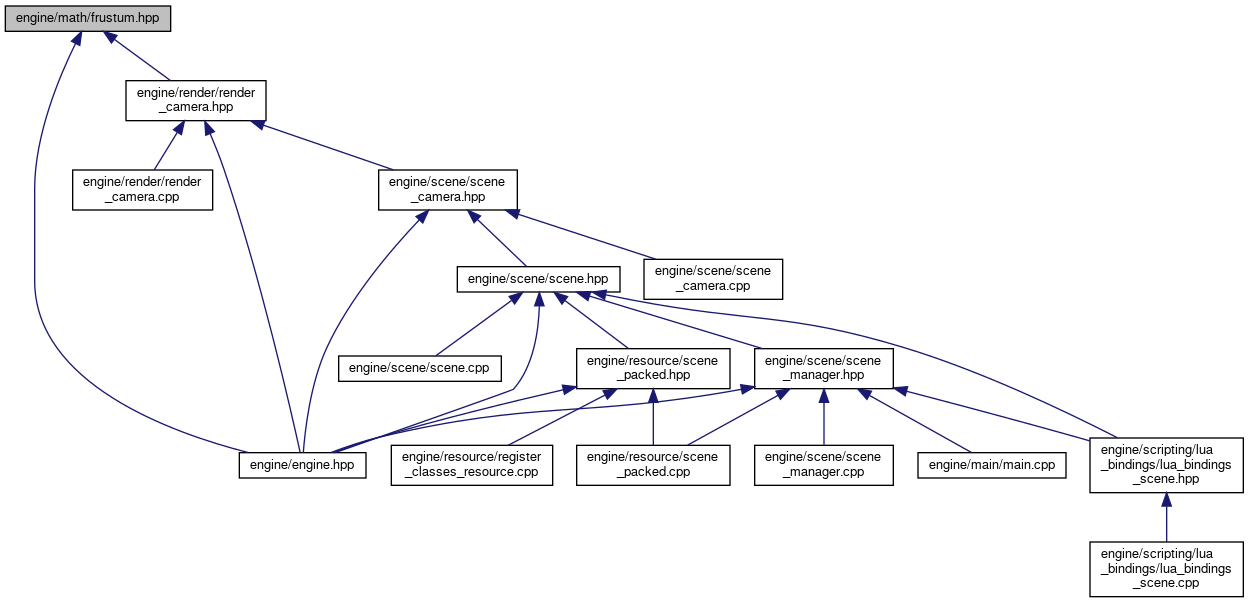 engine/math/frustum.hpp
engine/render/render
_camera.hpp
engine/render/render
_camera.cpp
engine/scene/scene
_camera.hpp
engine/scene/scene.hpp
engine/scene/scene
_camera.cpp
engine/scene/scene.cpp
engine/resource/scene
_packed.hpp
engine/scene/scene
_manager.hpp
engine/engine.hpp
engine/resource/register
_classes_resource.cpp
engine/resource/scene
_packed.cpp
engine/scene/scene
_manager.cpp
engine/main/main.cpp
engine/scripting/lua
_bindings/lua_bindings
_scene.hpp
engine/scripting/lua
_bindings/lua_bindings
_scene.cpp